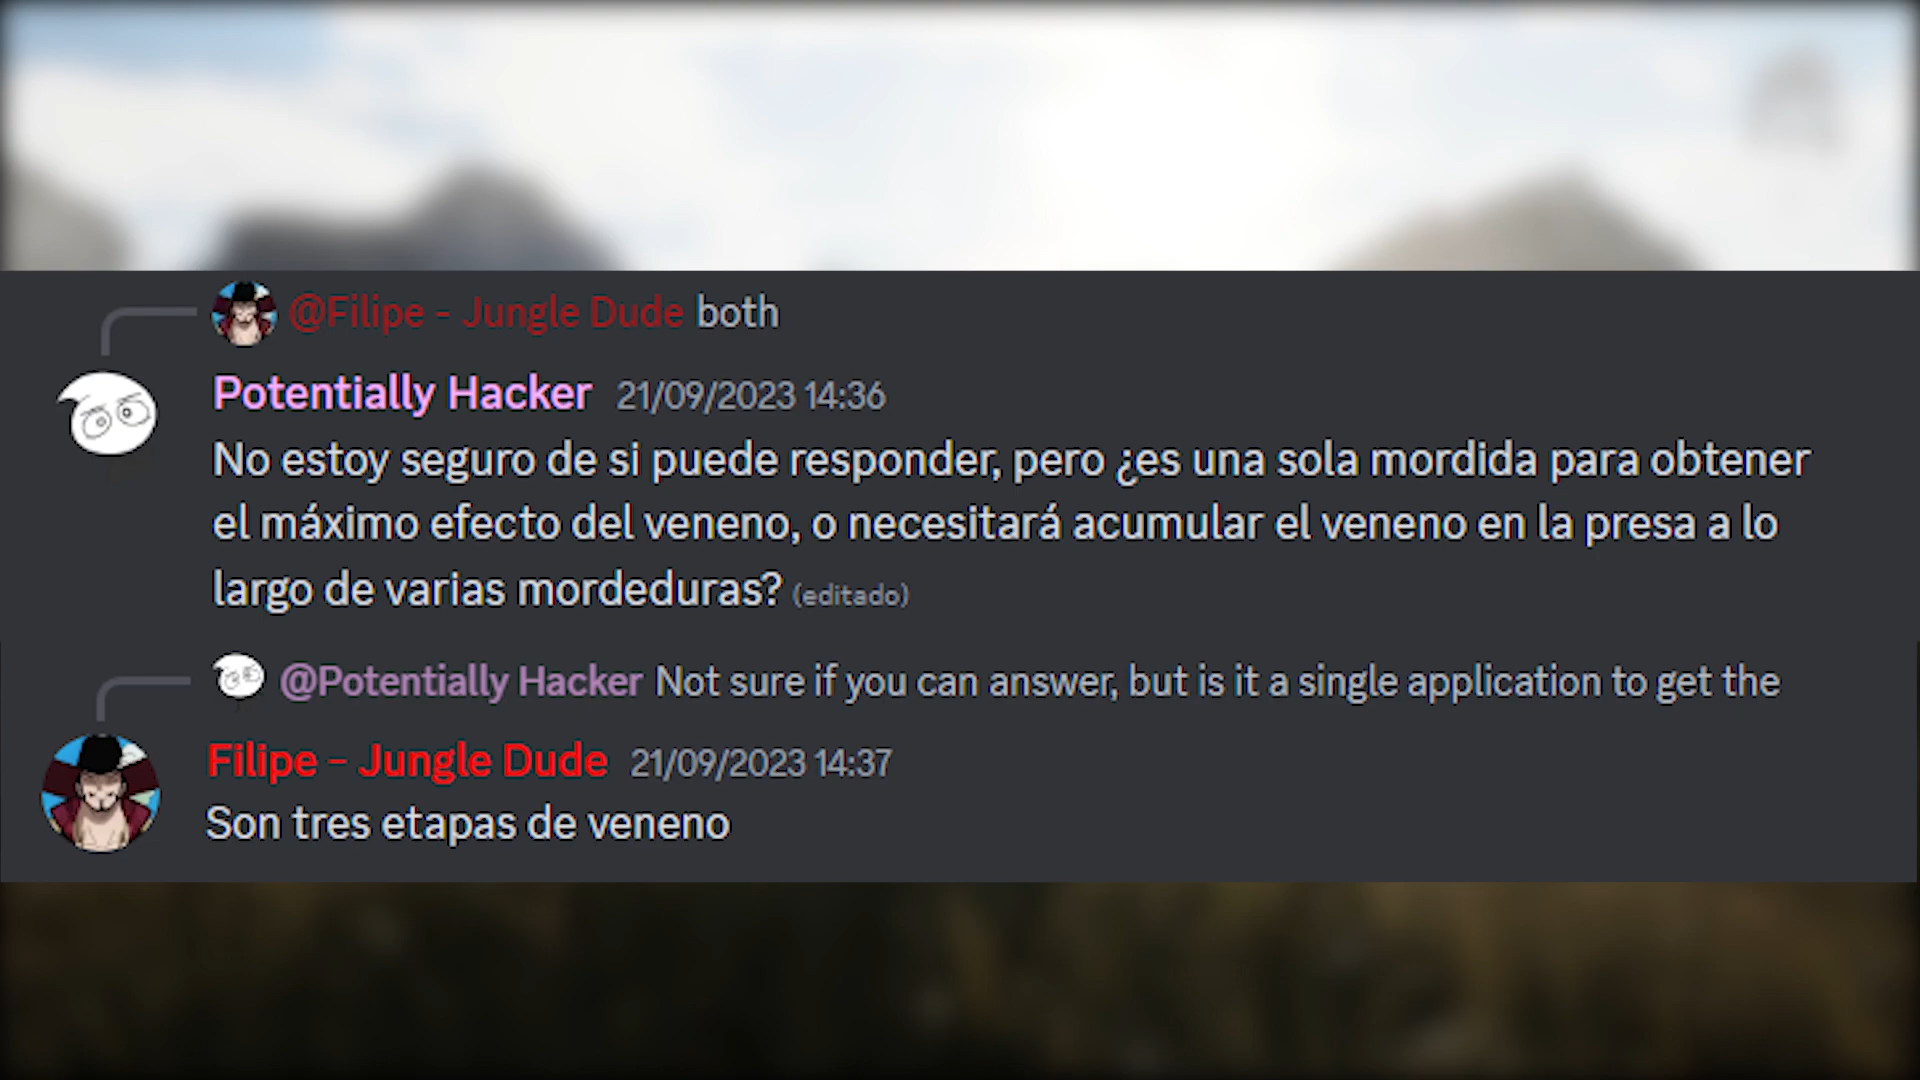 @Filipe - Jungle Dude both
Potentially Hacker 21/09/2023 14:36
No estoy seguro de si puede responder, pero ¿es una sola mordida para obtener
el máximo efecto del veneno, o necesitará acumular el veneno en la presa a lo
largo de varias mordeduras? (editado)
@Potentially Hacker Not sure if you can answer, but is it a single application to get the
Filipe - Jungle Dude 21/09/2023 14:37
Son tres etapas de veneno